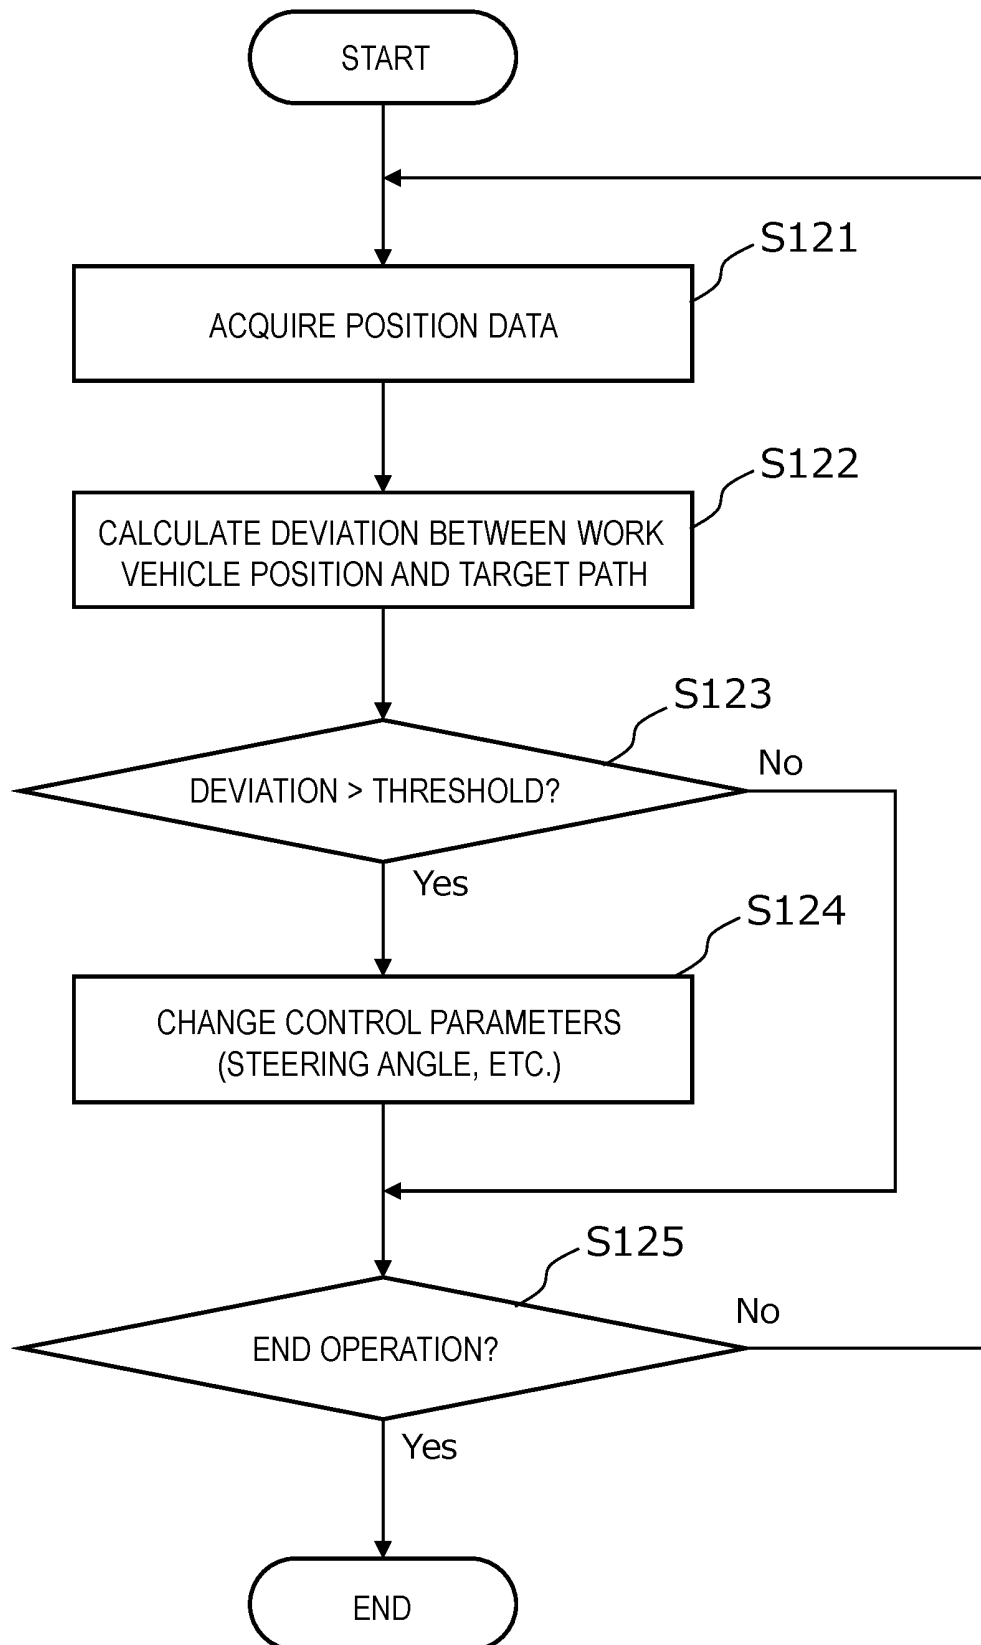 START
S121
ACQUIRE POSITION DATA
S122
CALCULATE DEVIATION BETWEEN WORK
VEHICLE POSITION AND TARGET PATH
S123
DEVIATION > THRESHOLD?
No
Yes
S124
CHANGE CONTROL PARAMETERS
(STEERING ANGLE, ETC.)
S125
END OPERATION?
No
Yes
END